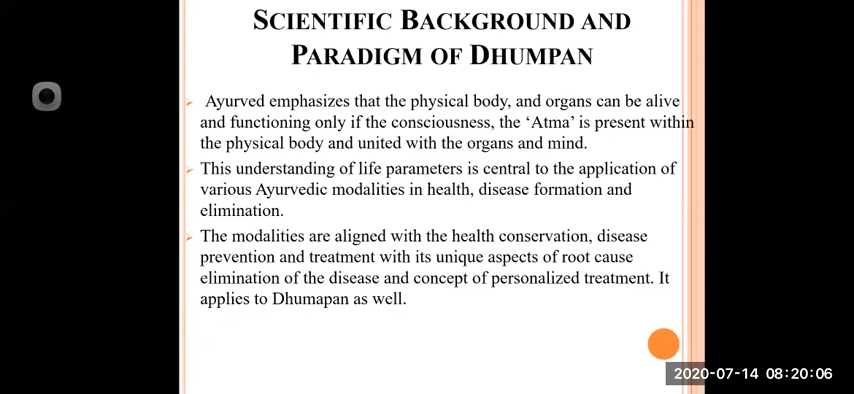 SCIENTIFIC BACKGROUND AND
PARADIGM OF DHUMPAN
Ayurved emphasizes that the physical body, and organs can be alive
and functioning only if the consciousness, the ‘Atma’ is present within
the physical body and united with the organs and mind.
This understanding of life parameters is central to the application of
various Ayurvedic modalities in health, disease formation and
elimination.
The modalities are aligned with the health conservation, disease
prevention and treatment with its unique aspects of root cause
elimination of the disease and concept of personalized treatment. It
applies to Dhumapan as well.
2020-07-14 08:20:06